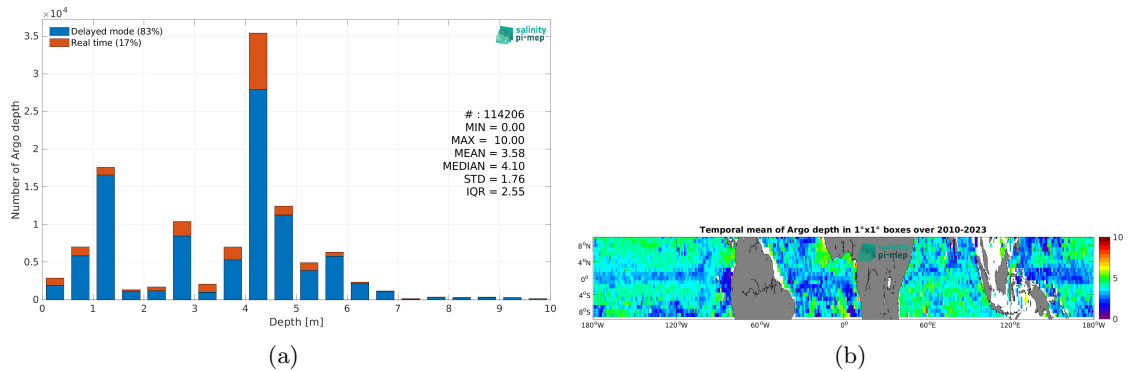 ×10⁴
Delayed mode (83%)
Real time (17%)
salinity
pi-mep
3.5
3
2.5
2
1.5
1
0.5
0
Number of Argo depth
# : 114206
MIN = 0.00
MAX = 10.00
MEAN = 3.58
MEDIAN = 4.10
STD = 1.76
IQR = 2.55
0 1 2 3 4 5 6 7 8 9 10
Depth [m]
(a)
Temporal mean of Argo depth in 1°x1° boxes over 2010-2023
salinity
pi-mep
8°N
4°N
0°
4°S
8°S
180°W 120°W 60°W 0° 60°E 120°E 180°W
10
5
0
(b)